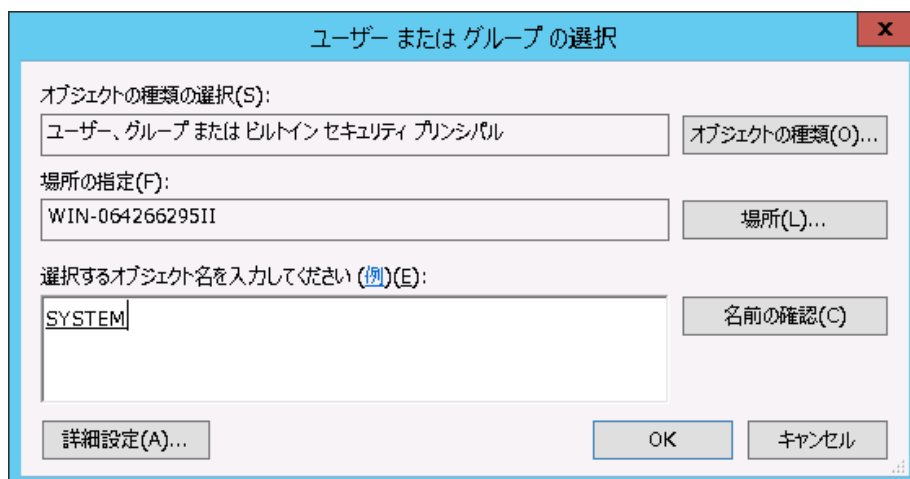 ユーザー または グループ の選択
x
オブジェクトの種類の選択(S):
ユーザー、グループ または ビルトイン セキュリティ プリンシパル
オブジェクトの種類(O)...
場所の指定(F):
WIN-064266295II
場所(L)...
選択するオブジェクト名を入力してください (例)(E):
SYSTEM
名前の確認(C)
詳細設定(A)...
OK
キャンセル